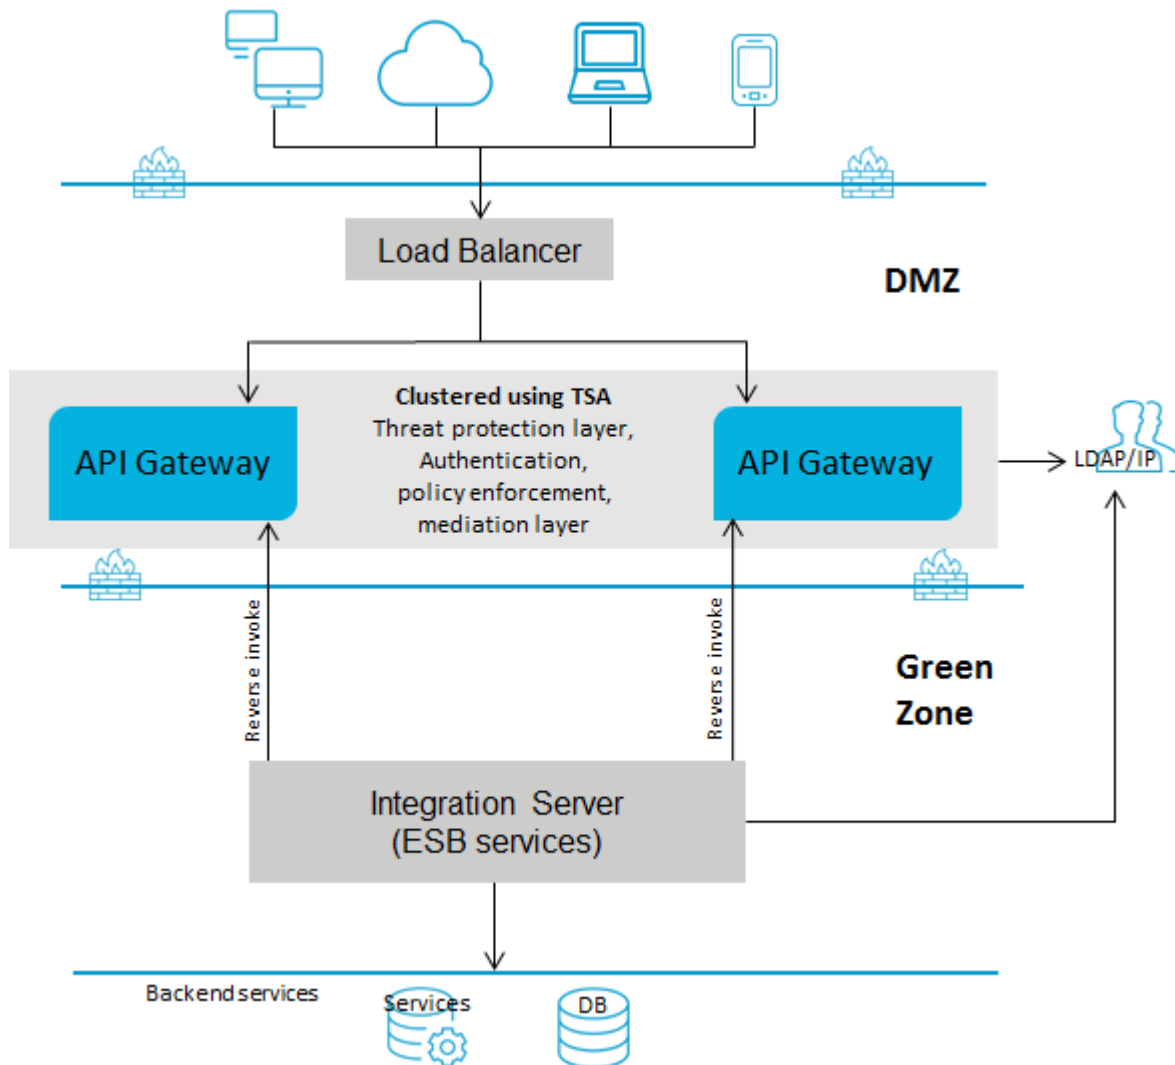 Load Balancer
DMZ
Clustered using TSA
Threat protection layer,
Authentication,
policy enforcement,
mediation layer
API Gateway
API Gateway
LDAP/IP
Reverse invoke
Reverse invoke
Green
Zone
Integration Server
(ESB services)
Backend services
Services
DB